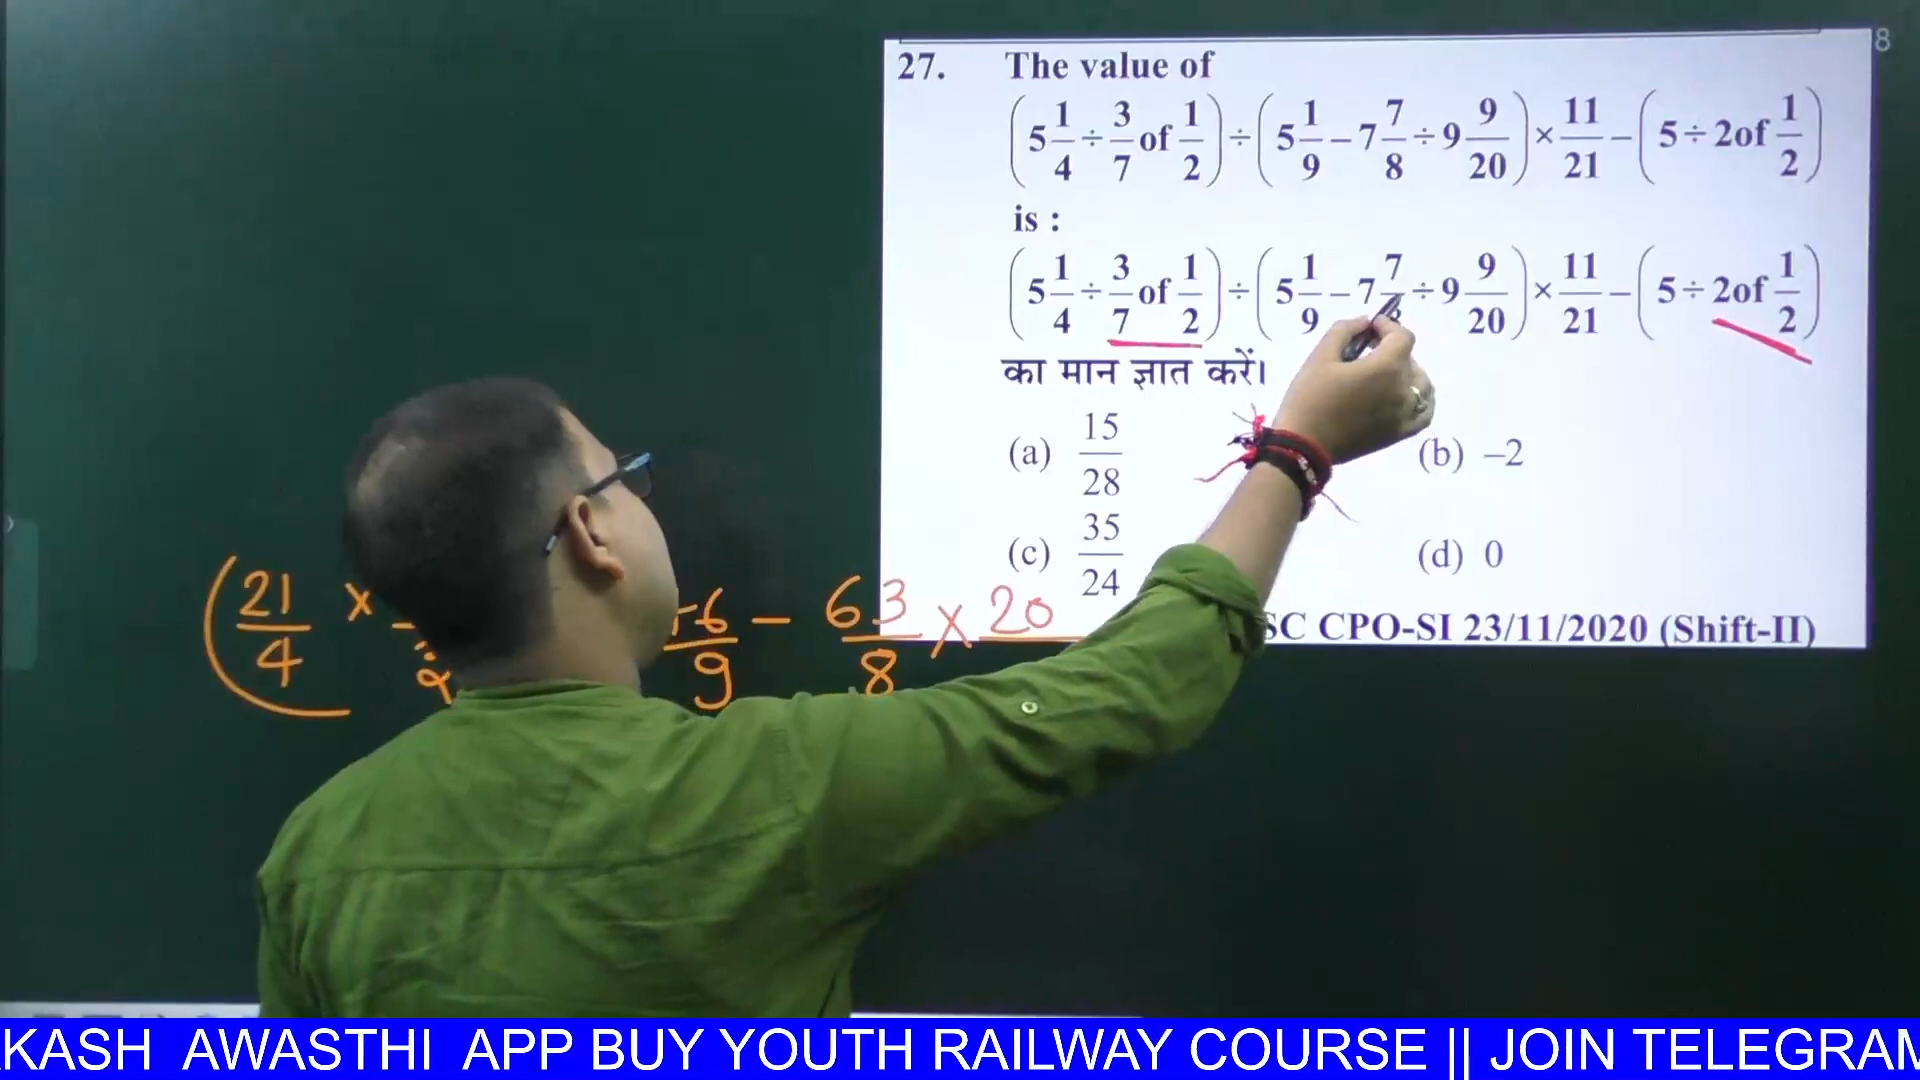 8
27. The value of
(5 1/4 ÷ 3/7 of 1/2) ÷ (5 1/9 − 7 7/8 ÷ 9 9/20) × 11/21 − (5 ÷ 2 of 1/2)
is :
(5 1/4 ÷ 3/7 of 1/2) ÷ (5 1/9 − 7 7/8 ÷ 9 9/20) × 11/21 − (5 ÷ 2of 1/2)
का मान ज्ञात करें।
(a) 15/28 (b) –2
(c) 35/24 (d) 0
SC CPO-SI 23/11/2020 (Shift-II)
(21/4 × 6/9 − 63/8 × 20
KASH AWASTHI APP BUY YOUTH RAILWAY COURSE || JOIN TELEGRAM